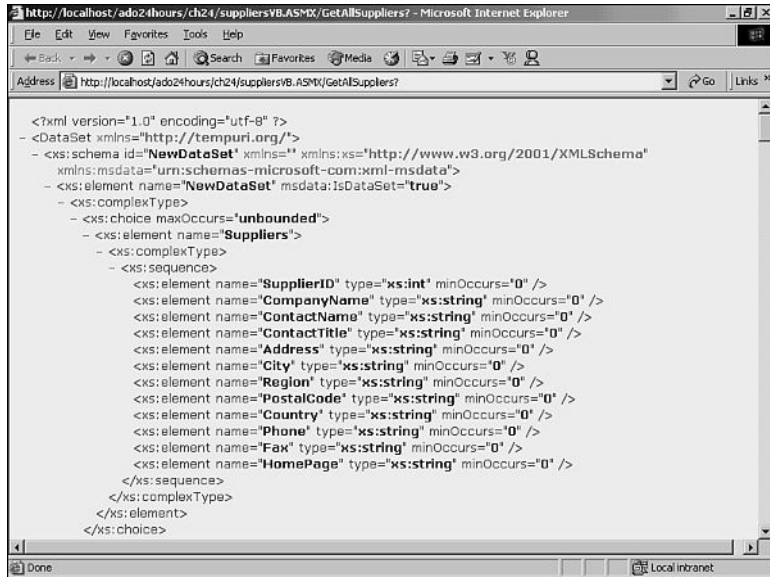 http://localhost/ado24hours/ch24/suppliersVB.ASMX/GetAllSuppliers? - Microsoft Internet Explorer
File Edit View Favorites Tools Help
Back Search Favorites Media
Address http://localhost/ado24hours/ch24/suppliersVB.ASMX/GetAllSuppliers? Go Links »
<?xml version="1.0" encoding="utf-8" ?>
- <DataSet xmlns="http://tempuri.org/">
- <xs:schema id="NewDataSet" xmlns="" xmlns:xs="http://www.w3.org/2001/XMLSchema"
xmlns:msdata="urn:schemas-microsoft-com:xml-msdata">
- <xs:element name="NewDataSet" msdata:IsDataSet="true">
- <xs:complexType>
- <xs:choice maxOccurs="unbounded">
- <xs:element name="Suppliers">
- <xs:complexType>
- <xs:sequence>
<xs:element name="SupplierID" type="xs:int" minOccurs="0" />
<xs:element name="CompanyName" type="xs:string" minOccurs="0" />
<xs:element name="ContactName" type="xs:string" minOccurs="0" />
<xs:element name="ContactTitle" type="xs:string" minOccurs="0" />
<xs:element name="Address" type="xs:string" minOccurs="0" />
<xs:element name="City" type="xs:string" minOccurs="0" />
<xs:element name="Region" type="xs:string" minOccurs="0" />
<xs:element name="PostalCode" type="xs:string" minOccurs="0" />
<xs:element name="Country" type="xs:string" minOccurs="0" />
<xs:element name="Phone" type="xs:string" minOccurs="0" />
<xs:element name="Fax" type="xs:string" minOccurs="0" />
<xs:element name="HomePage" type="xs:string" minOccurs="0" />
</xs:sequence>
</xs:complexType>
</xs:element>
</xs:choice>
Done Local intranet